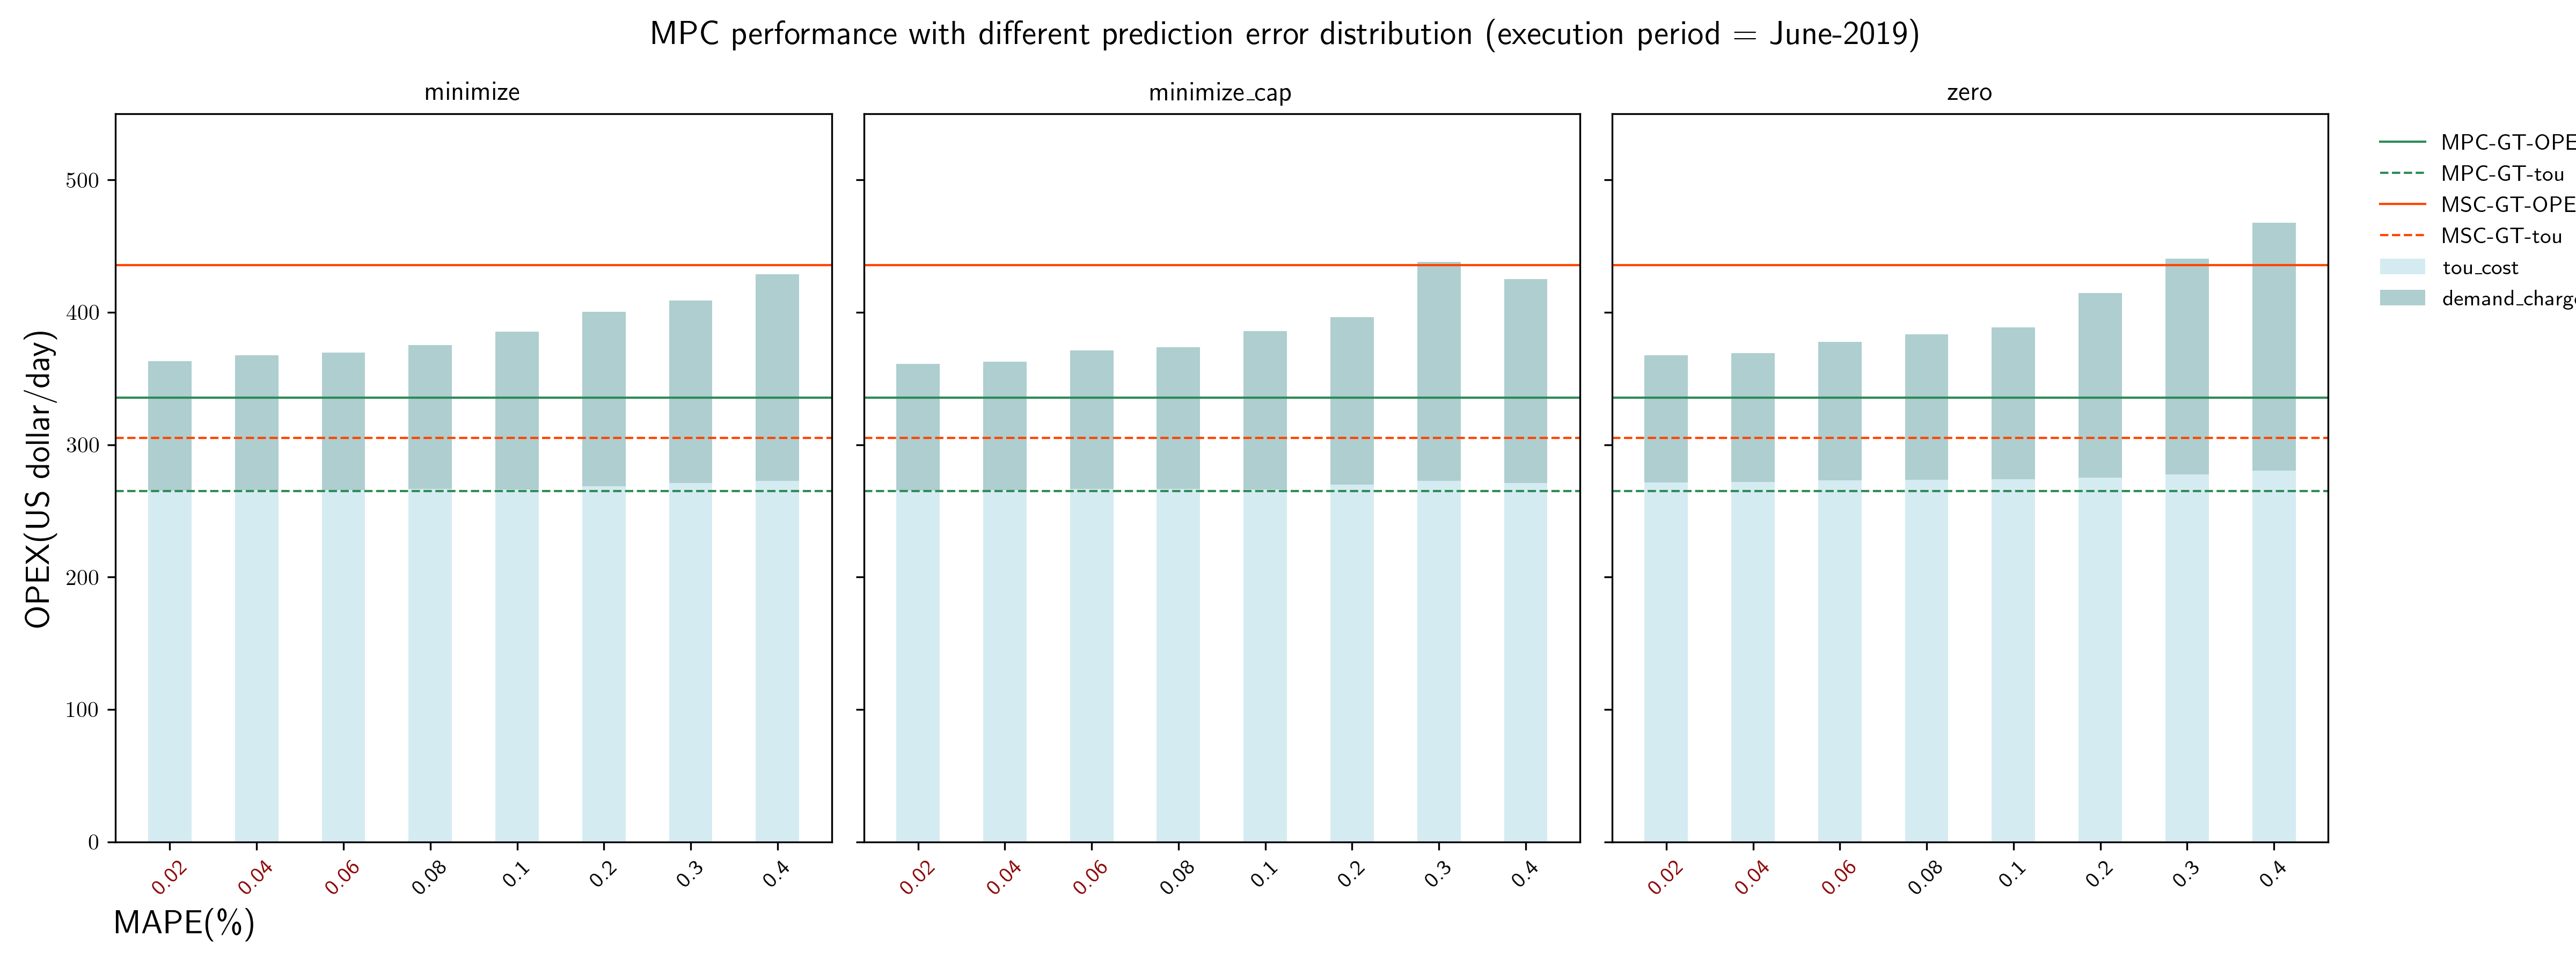 MPC performance with different prediction error distribution (execution period = June-2019)
minimize
minimize_cap
zero
OPEX(US dollar/day)
500
400
300
200
100
0
0.02 0.04 0.06 0.08 0.1 0.2 0.3 0.4
0.02 0.04 0.06 0.08 0.1 0.2 0.3 0.4
0.02 0.04 0.06 0.08 0.1 0.2 0.3 0.4
MAPE(%)
MPC-GT-OPE
MPC-GT-tou
MSC-GT-OPE
MSC-GT-tou
tou_cost
demand_charg